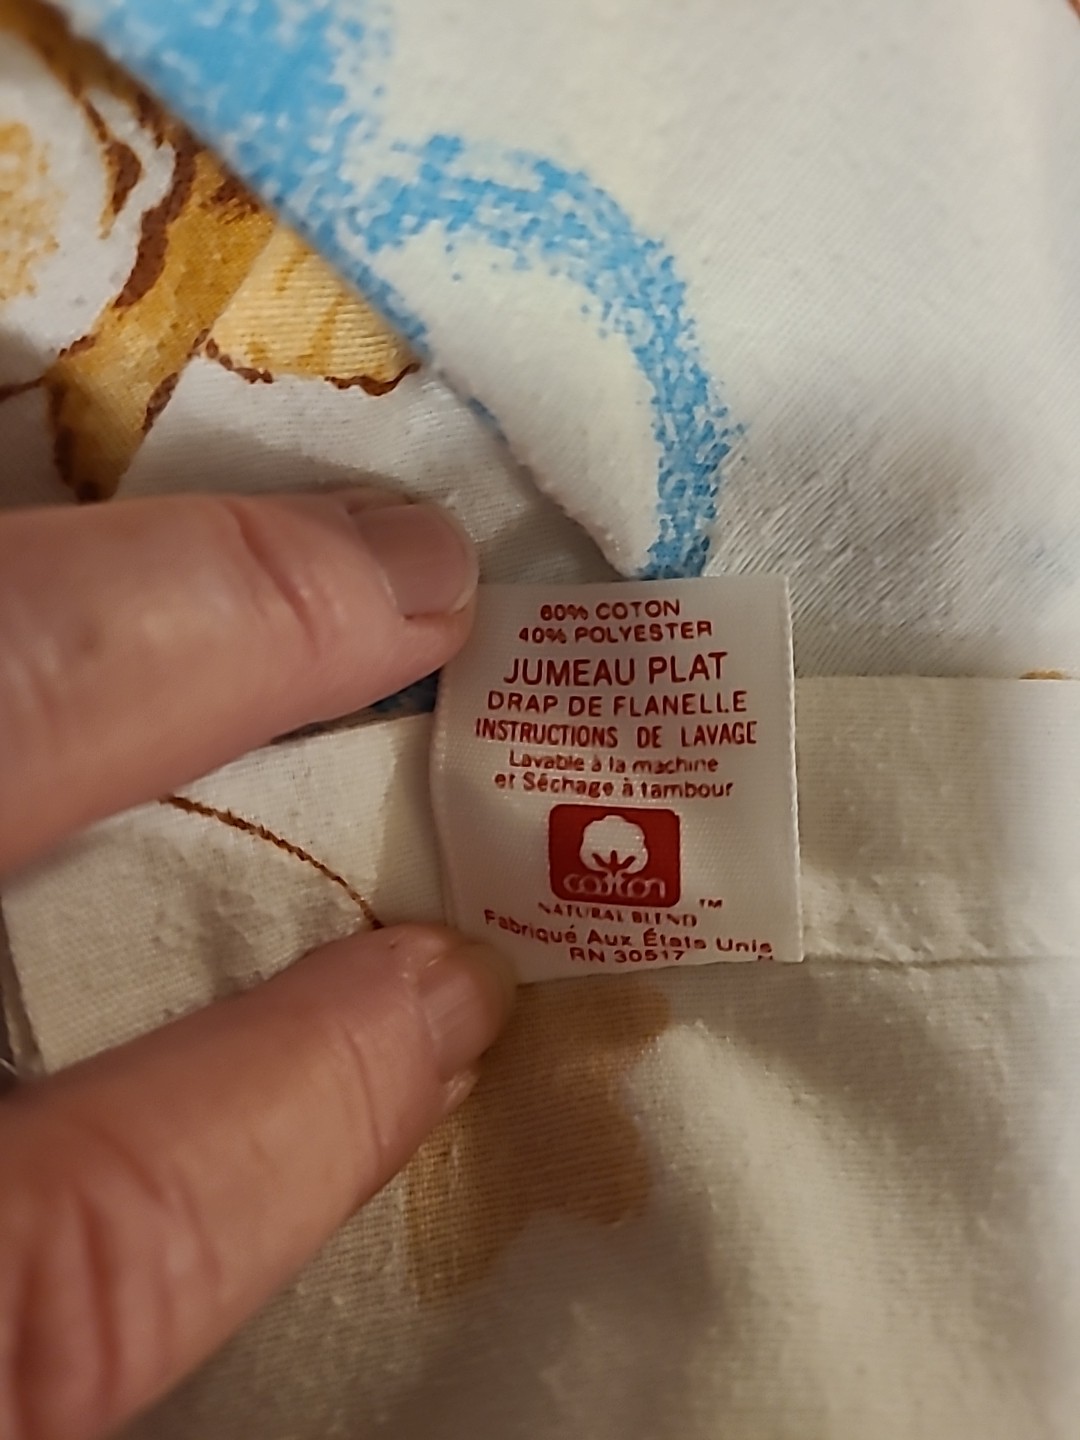 60% COTON
40% POLYESTER
JUMEAU PLAT
DRAP DE FLANELLE
INSTRUCTIONS DE LAVAGE
Lavable à la machine
et Séchage à tambour
cotton
NATURAL BLEND ™
Fabriqué Aux États Unis
RN 30517